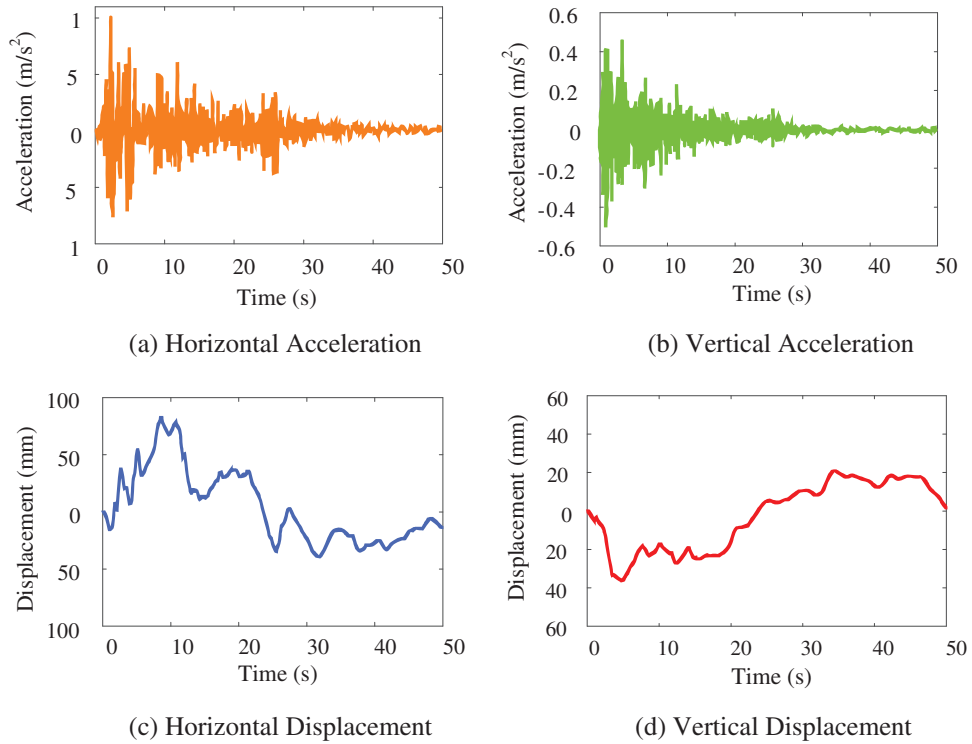 1
5
0
5
1
Acceleration (m/s²)
0 10 20 30 40 50
Time (s)
(a) Horizontal Acceleration
0.6
0.4
0.2
0
-0.2
-0.4
-0.6
Acceleration (m/s²)
0 10 20 30 40 50
Time (s)
(b) Vertical Acceleration
100
50
0
50
100
Displacement (mm)
0 10 20 30 40 50
Time (s)
(c) Horizontal Displacement
60
40
20
0
20
40
60
Displacement (mm)
0 10 20 30 40 50
Time (s)
(d) Vertical Displacement